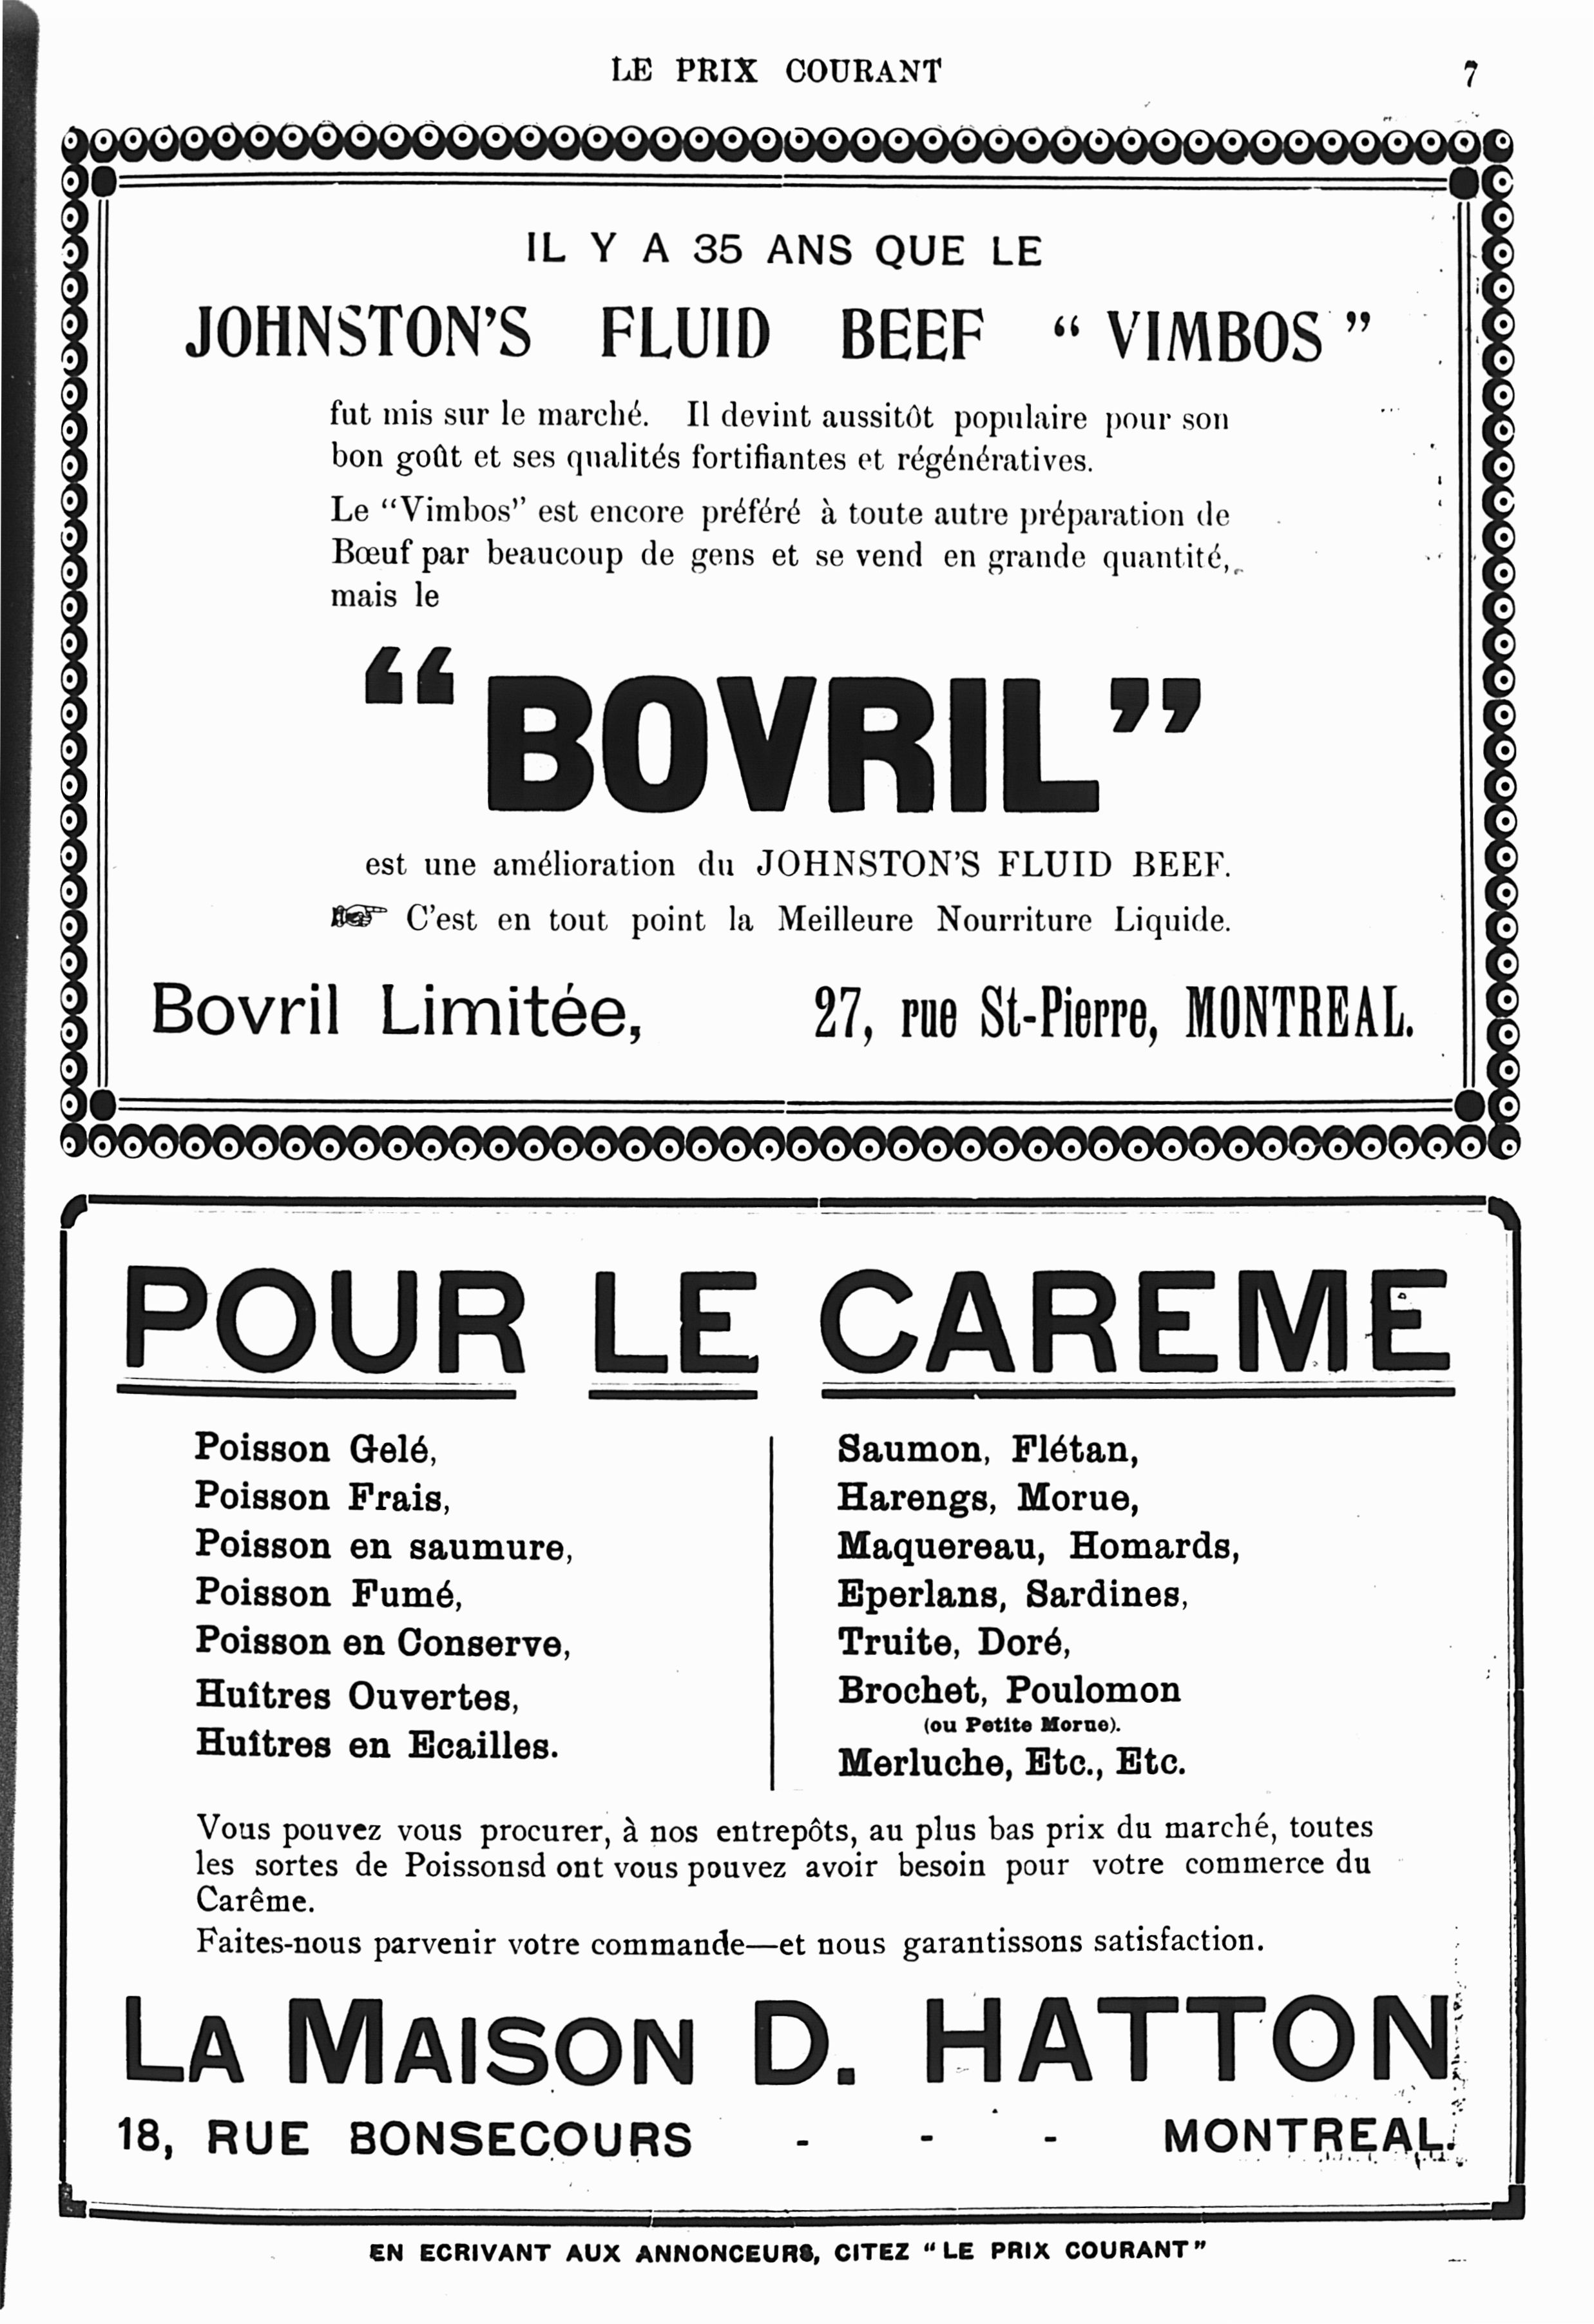 LE PRIX COURANT
7
IL Y A 35 ANS QUE LE
JOHNSTON'S FLUID BEEF “ VIMBOS ”
fut mis sur le marché. Il devint aussitôt populaire pour son
bon goût et ses qualités fortifiantes et régénératives.
Le “Vimbos” est encore préféré à toute autre préparation de
Bœuf par beaucoup de gens et se vend en grande quantité,
mais le
“BOVRIL”
est une amélioration du JOHNSTON'S FLUID BEEF.
☞ C'est en tout point la Meilleure Nourriture Liquide.
Bovril Limitée, 27, rue St-Pierre, MONTREAL.
POUR LE CAREME
Poisson Gelé,
Poisson Frais,
Poisson en saumure,
Poisson Fumé,
Poisson en Conserve,
Huîtres Ouvertes,
Huîtres en Ecailles.
Saumon, Flétan,
Harengs, Morue,
Maquereau, Homards,
Eperlans, Sardines,
Truite, Doré,
Brochet, Poulomon
(ou Petite Morue).
Merluche, Etc., Etc.
Vous pouvez vous procurer, à nos entrepôts, au plus bas prix du marché, toutes
les sortes de Poissonsd ont vous pouvez avoir besoin pour votre commerce du
Carême.
Faites-nous parvenir votre commande—et nous garantissons satisfaction.
LA MAISON D. HATTON
18, RUE BONSECOURS - - - MONTREAL.
EN ECRIVANT AUX ANNONCEURS, CITEZ “LE PRIX COURANT”